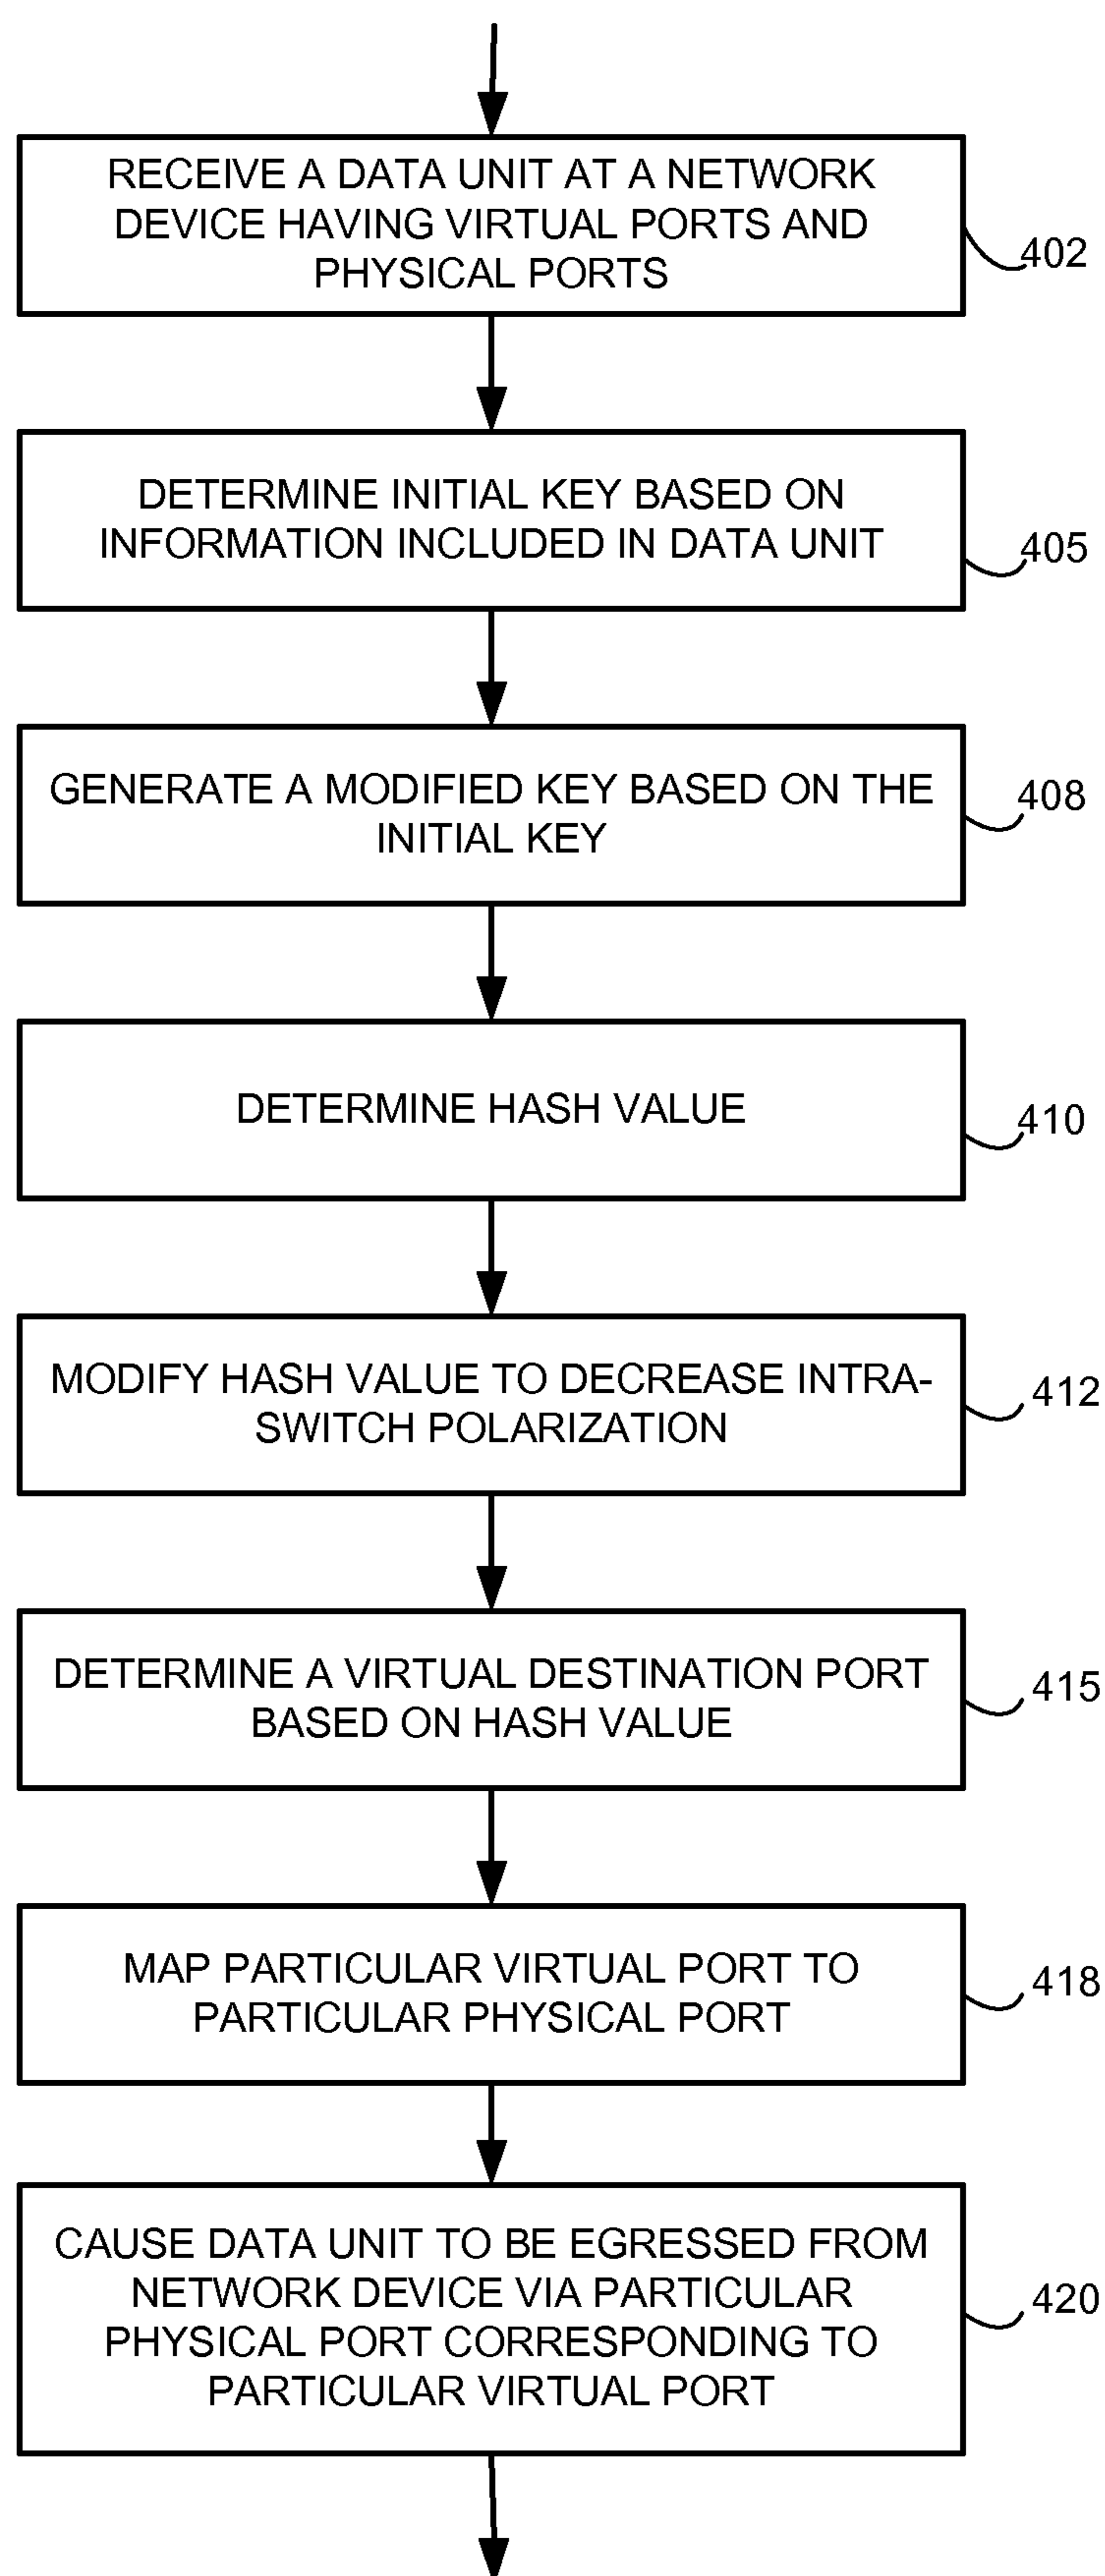 RECEIVE A DATA UNIT AT A NETWORK
DEVICE HAVING VIRTUAL PORTS AND
PHYSICAL PORTS
402
DETERMINE INITIAL KEY BASED ON
INFORMATION INCLUDED IN DATA UNIT
405
GENERATE A MODIFIED KEY BASED ON THE
INITIAL KEY
408
DETERMINE HASH VALUE
410
MODIFY HASH VALUE TO DECREASE INTRA-
SWITCH POLARIZATION
412
DETERMINE A VIRTUAL DESTINATION PORT
BASED ON HASH VALUE
415
MAP PARTICULAR VIRTUAL PORT TO
PARTICULAR PHYSICAL PORT
418
CAUSE DATA UNIT TO BE EGRESSED FROM
NETWORK DEVICE VIA PARTICULAR
PHYSICAL PORT CORRESPONDING TO
PARTICULAR VIRTUAL PORT
420